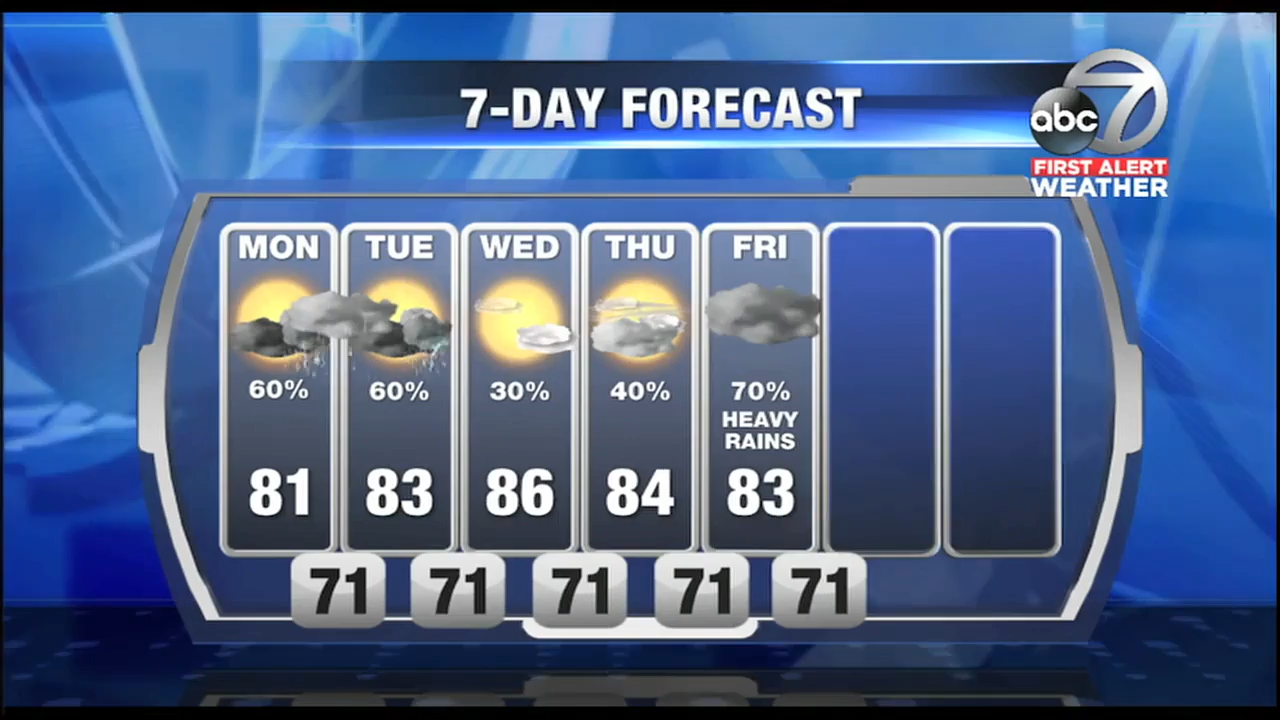 7-DAY FORECAST
abc 7
FIRST ALERT
WEATHER
MON TUE WED THU FRI
60% 60% 30% 40% 70%
HEAVY
RAINS
81 83 86 84 83
71 71 71 71 71